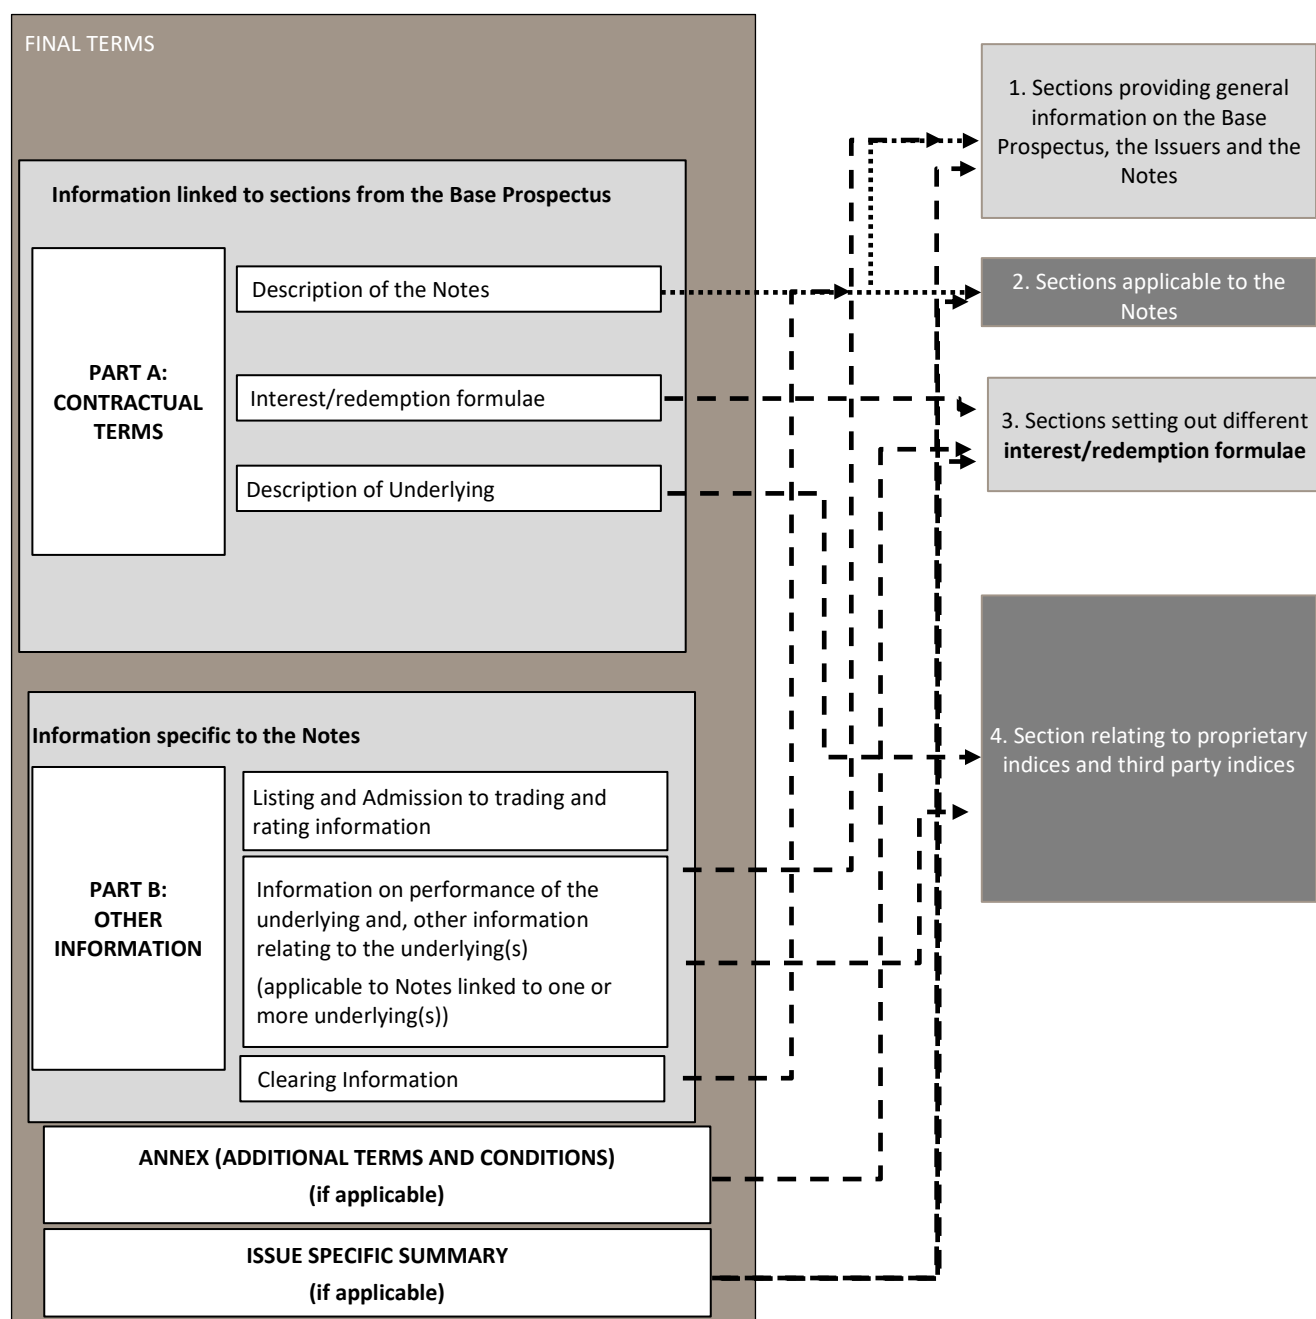 FINAL TERMS
Information linked to sections from the Base Prospectus
PART A:
CONTRACTUAL
TERMS
Description of the Notes
Interest/redemption formulae
Description of Underlying
Information specific to the Notes
PART B:
OTHER
INFORMATION
Listing and Admission to trading and
rating information
Information on performance of the
underlying and, other information
relating to the underlying(s)
(applicable to Notes linked to one or
more underlying(s))
Clearing Information
ANNEX (ADDITIONAL TERMS AND CONDITIONS)
(if applicable)
ISSUE SPECIFIC SUMMARY
(if applicable)
1. Sections providing general
information on the Base
Prospectus, the Issuers and the
Notes
2. Sections applicable to the
Notes
3. Sections setting out different
interest/redemption formulae
4. Section relating to proprietary
indices and third party indices